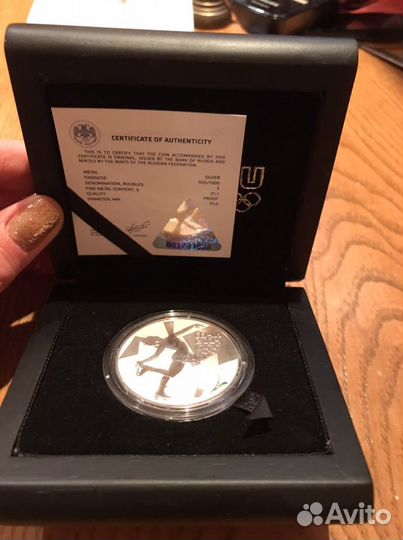 CERTIFICATE OF AUTHENTICITY
THIS IS TO CERTIFY THAT THE COIN ACCOMPANIED BY THIS
CERTIFICATE IS ORIGINAL, ISSUED BY THE BANK OF RUSSIA AND
MINTED BY THE MINTS OF THE RUSSIAN FEDERATION.
METAL SILVER
FINENESS 925/1000
DENOMINATION, ROUBLES 3
FINE METAL CONTENT, G 31,1
QUALITY PROOF
DIAMETER, MM 39,0
U
Avito